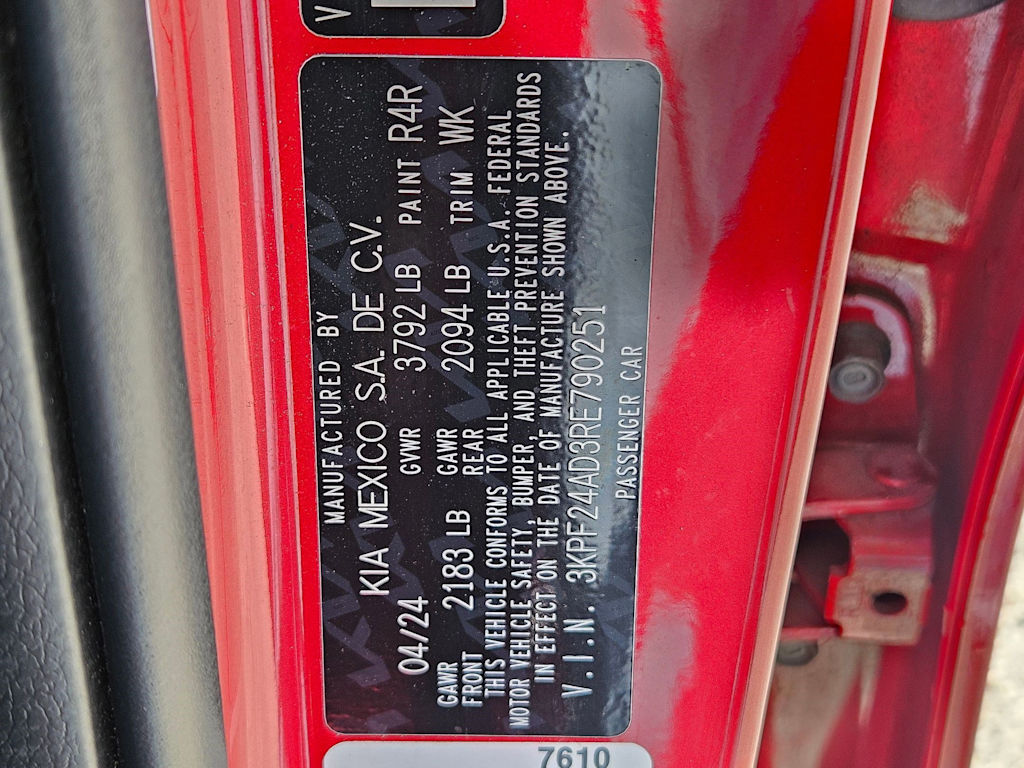 V
MANUFACTURED BY
KIA MEXICO S.A. DE C.V.
04/24 GVWR 3792 LB PAINT R4R
GAWR FRONT 2183 LB GAWR REAR 2094 LB TRIM WK
THIS VEHICLE CONFORMS TO ALL APPLICABLE U.S.A. FEDERAL
MOTOR VEHICLE SAFETY, BUMPER, AND THEFT PREVENTION STANDARDS
IN EFFECT ON THE DATE OF MANUFACTURE SHOWN ABOVE.
V.I.N. 3KPF24AD3RE790251
PASSENGER CAR
7610